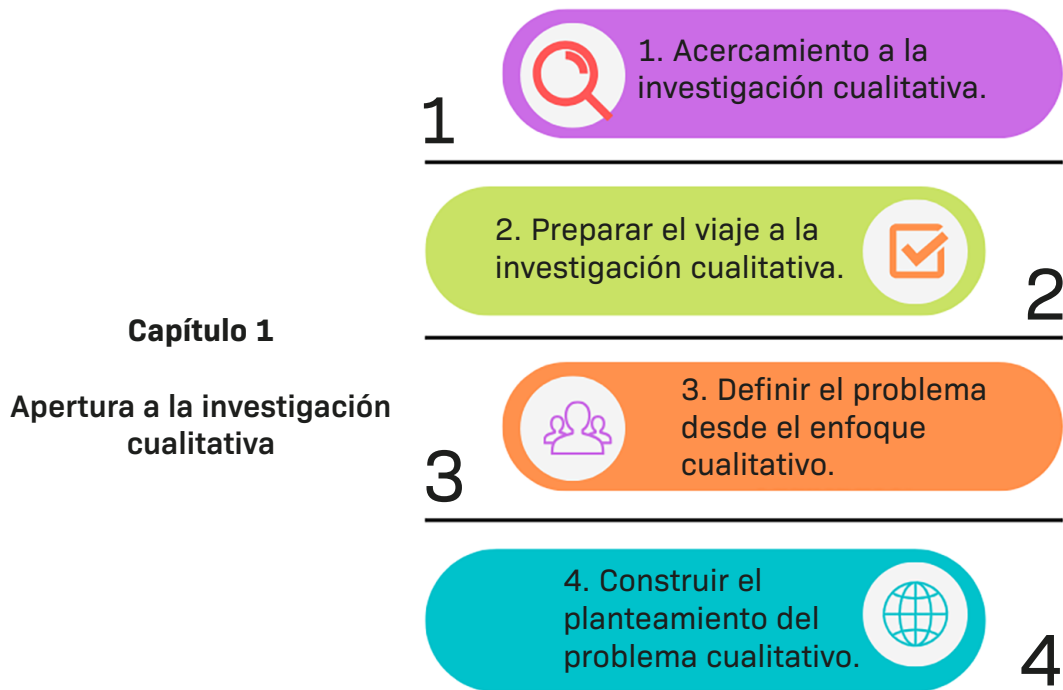 Capítulo 1
Apertura a la investigación
cualitativa
1
1. Acercamiento a la
investigación cualitativa.
2. Preparar el viaje a la
investigación cualitativa.
2
3
3. Definir el problema
desde el enfoque
cualitativo.
4. Construir el
planteamiento del
problema cualitativo.
4